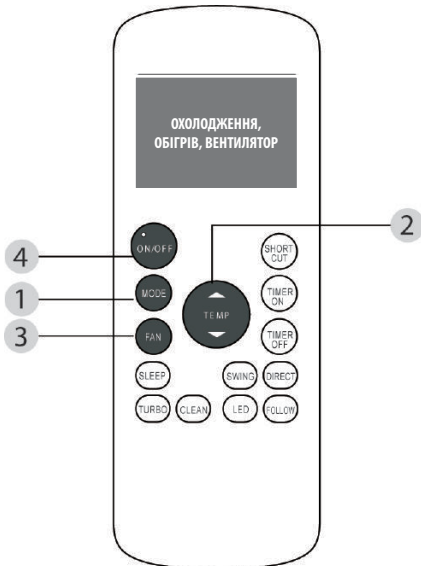 ОХОЛОДЖЕННЯ,
ОБІГРІВ, ВЕНТИЛЯТОР
2
4
ON/OFF
SHORT
CUT
1
MODE
TEMP
TIMER
ON
3
FAN
TIMER
OFF
SLEEP
SWING
DIRECT
TURBO
CLEAN
LED
FOLLOW